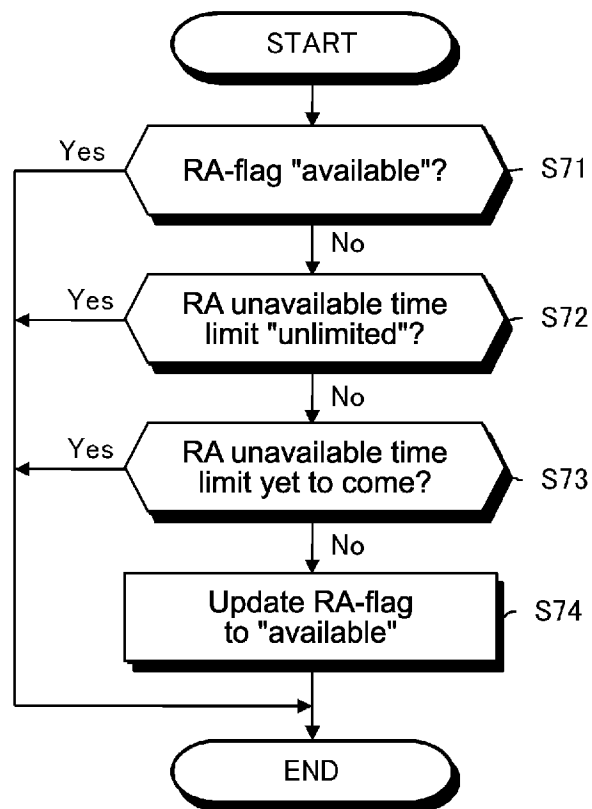 START
Yes
RA-flag "available"?
S71
No
Yes
RA unavailable time
limit "unlimited"?
S72
No
Yes
RA unavailable time
limit yet to come?
S73
No
Update RA-flag
to "available"
S74
END